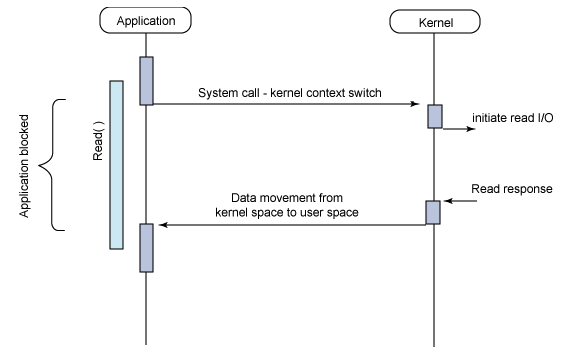 Application
Kernel
System call - kernel context switch
initiate read I/O
Application blocked
Read( )
Read response
Data movement from
kernel space to user space